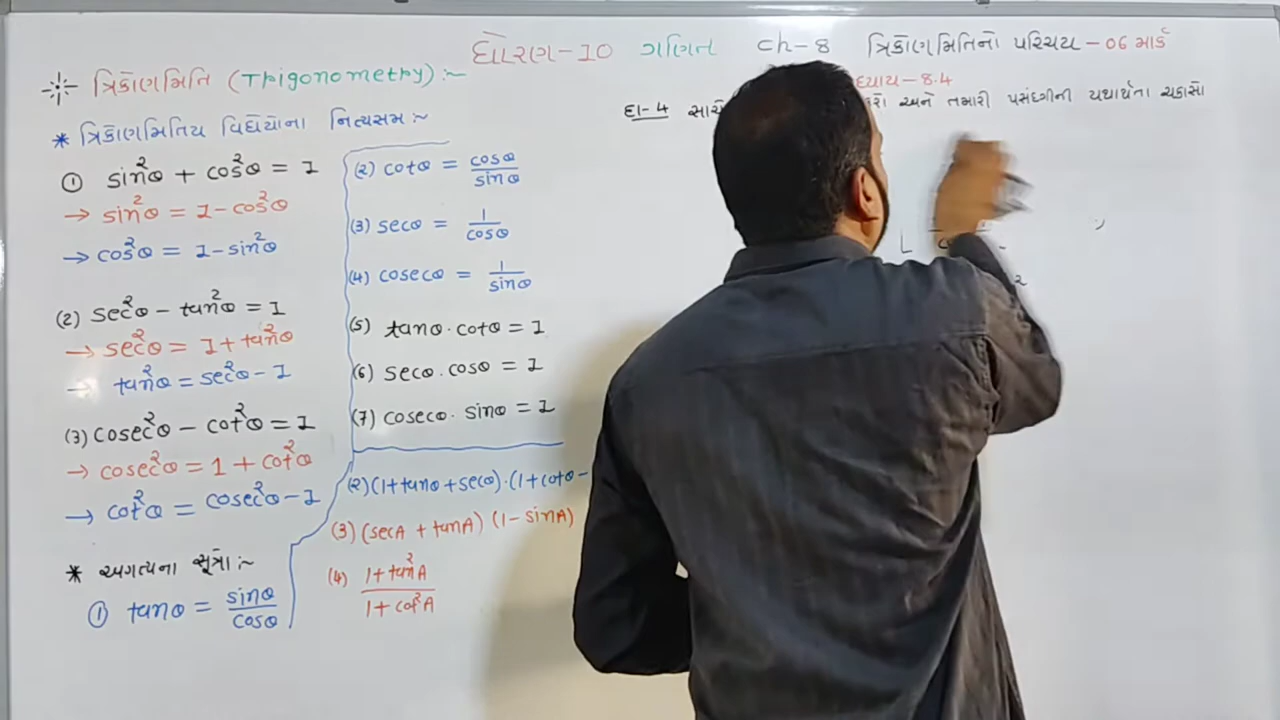 ધોરણ-10 ગણિત Ch-8 ત્રિકોણમિતિનો પરિચય - 06 માર્ક
ત્રિકોણમિતિ (Trigonometry) :~
* ત્રિકોણમિતિય વિધેયોના નિત્યસમ :~
① sin²θ + cos²θ = 1
→ sin²θ = 1-cos²θ
→ cos²θ = 1-sin²θ
(2) sec²θ - tan²θ = 1
→ sec²θ = 1+tan²θ
→ tan²θ = sec²θ-1
(3) cosec²θ - cot²θ = 1
→ cosec²θ = 1 + cot²θ
→ cot²θ = cosec²θ-1
* અગત્યના સૂત્રો :~
① tanθ = sinθ/cosθ
(2) cotθ = cosθ/sinθ
(3) secθ = 1/cosθ
(4) cosecθ = 1/sinθ
(5) tanθ·cotθ = 1
(6) secθ·cosθ = 1
(7) cosecθ·sinθ = 1
(2)(1+tanθ+secθ)·(1+cotθ-
(3) (secA + tanA) (1-sinA)
(4) 1+tan²A/1+cot²A
ધ્યાય-8.4
દા-4 અને તમારી પસંદગીની યથાર્થતા ચકાસો